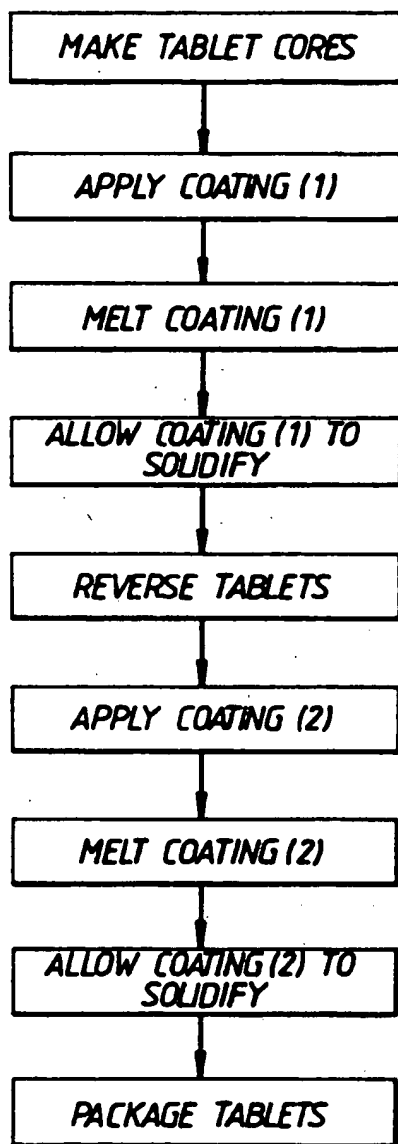 MAKE TABLET CORES
APPLY COATING (1)
MELT COATING (1)
ALLOW COATING (1) TO
SOLIDIFY
REVERSE TABLETS
APPLY COATING (2)
MELT COATING (2)
ALLOW COATING (2) TO
SOLIDIFY
PACKAGE TABLETS